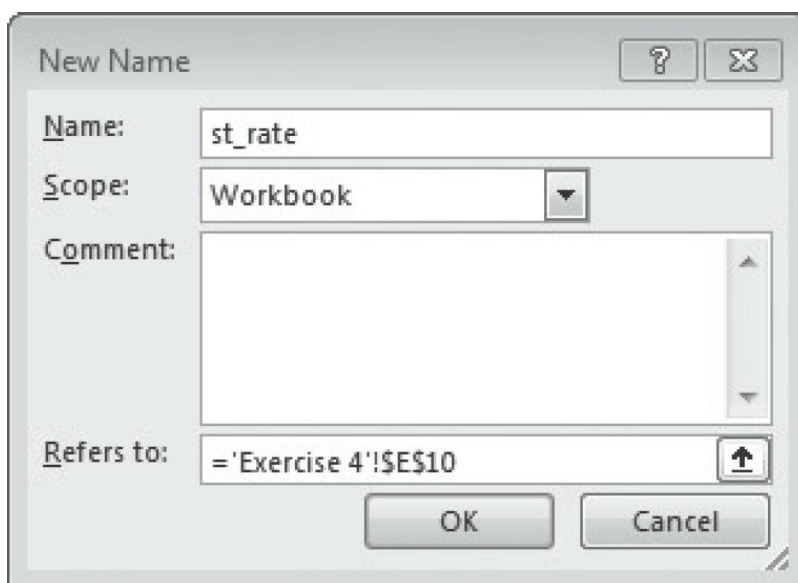 New Name
Name: st_rate
Scope: Workbook
Comment:
Refers to: ='Exercise 4'!$E$10
OK Cancel